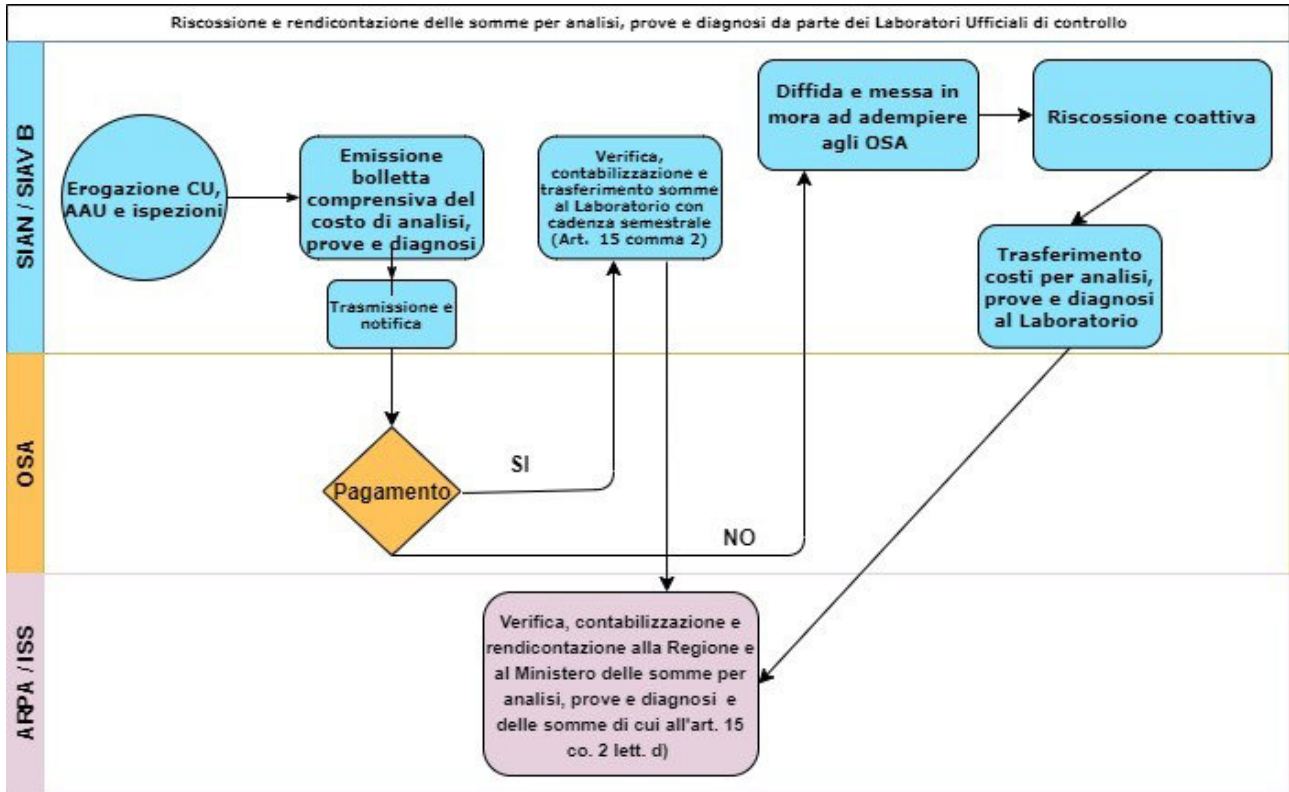 Riscossione e rendicontazione delle somme per analisi, prove e diagnosi da parte dei Laboratori Ufficiali di controllo
SIAN / SIAV B
Erogazione CU,
AAU e ispezioni
Emissione
bolletta
comprensiva del
costo di analisi,
prove e diagnosi
Trasmissione e
notifica
Verifica,
contabilizzazione e
trasferimento somme
al Laboratorio con
cadenza semestrale
(Art. 15 comma 2)
Diffida e messa in
mora ad adempiere
agli OSA
Riscossione coattiva
Trasferimento
costi per analisi,
prove e diagnosi
al Laboratorio
OSA
Pagamento
SI
NO
ARPA / ISS
Verifica, contabilizzazione e
rendicontazione alla Regione e
al Ministero delle somme per
analisi, prove e diagnosi e
delle somme di cui all'art. 15
co. 2 lett. d)